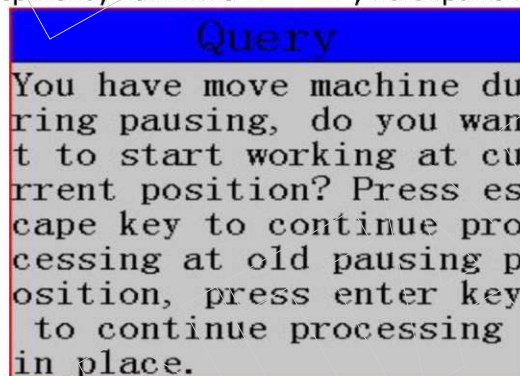 Query
You have move machine du
ring pausing, do you wan
t to start working at cu
rrent position? Press es
cape key to continue pro
cessing at old pausing p
osition, press enter key
 to continue processing
in place.